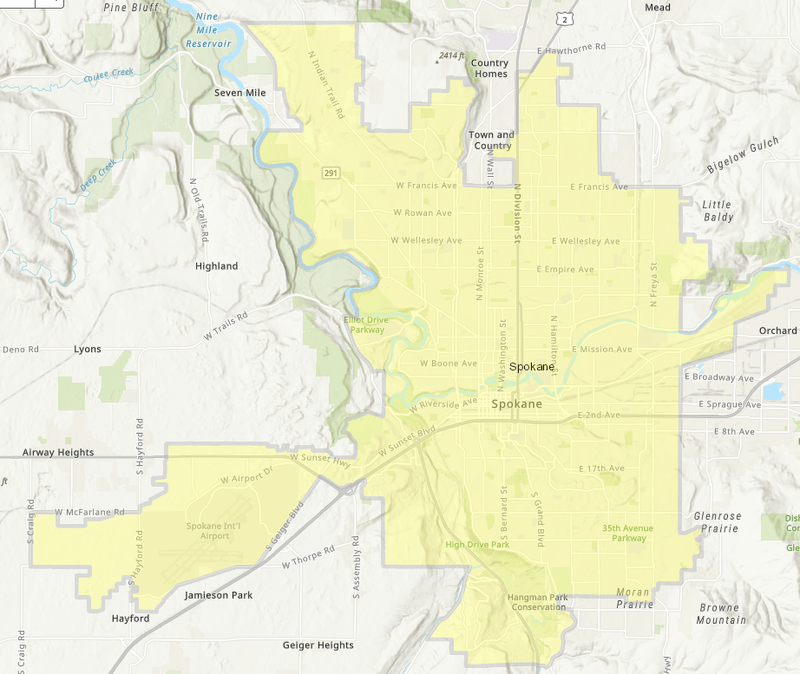 Pine Bluff
Nine
Mile
Reservoir
2
Mead
E Hawthorne Rd
2414 ft
Country
Homes
N Indian Trail Rd
Coulee Creek
Seven Mile
Town and
Country
N Wall St
Bigelow Gulch
Deep Creek
291
W Francis Ave
E Francis Ave
N Old Trails Rd
N Division St
W Rowan Ave
Little
Baldy
W Wellesley Ave
E Wellesley Ave
Highland
E Empire Ave
N Monroe St
N Freya St
W Trails Rd
Elliot Drive
Parkway
N Washington St
N Hamilton St
Orchard
Deno Rd
Lyons
E Mission Ave
W Boone Ave
Spokane
E Broadway Ave
W Riverside Ave
Spokane
E Sprague Ave
E 2nd Ave
N Hayford Rd
W Sunset Blvd
E 8th Ave
Airway Heights
W Sunset Hwy
E 17th Ave
W Airport Dr
ft
S Craig Rd
W McFarlane Rd
Spokane Int'l
Airport
S Geiger Blvd
S Bernard St
S Grand Blvd
Glenrose
Prairie
Dis
Co
35th Avenue
Parkway
High Drive Park
Gle
S Hayford Rd
W Thorpe Rd
S Assembly Rd
Jamieson Park
Moran
Prairie
Hangman Park
Conservation
Browne
Mountain
Hayford
Geiger Heights
S Craig Rd
Hwy